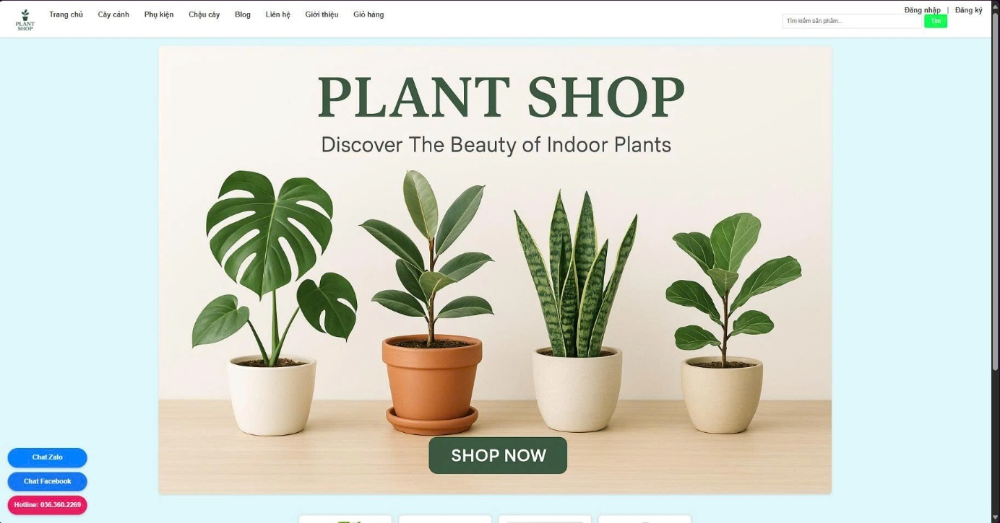 PLANT
SHOP
Trang chủ
Cây cảnh
Phụ kiện
Chậu cây
Blog
Liên hệ
Giới thiệu
Giỏ hàng
Đăng nhập | Đăng ký
Tìm kiếm sản phẩm...
Tìm
PLANT SHOP
Discover The Beauty of Indoor Plants
SHOP NOW
Chat Zalo
Chat Facebook
Hotline: 036.360.2269